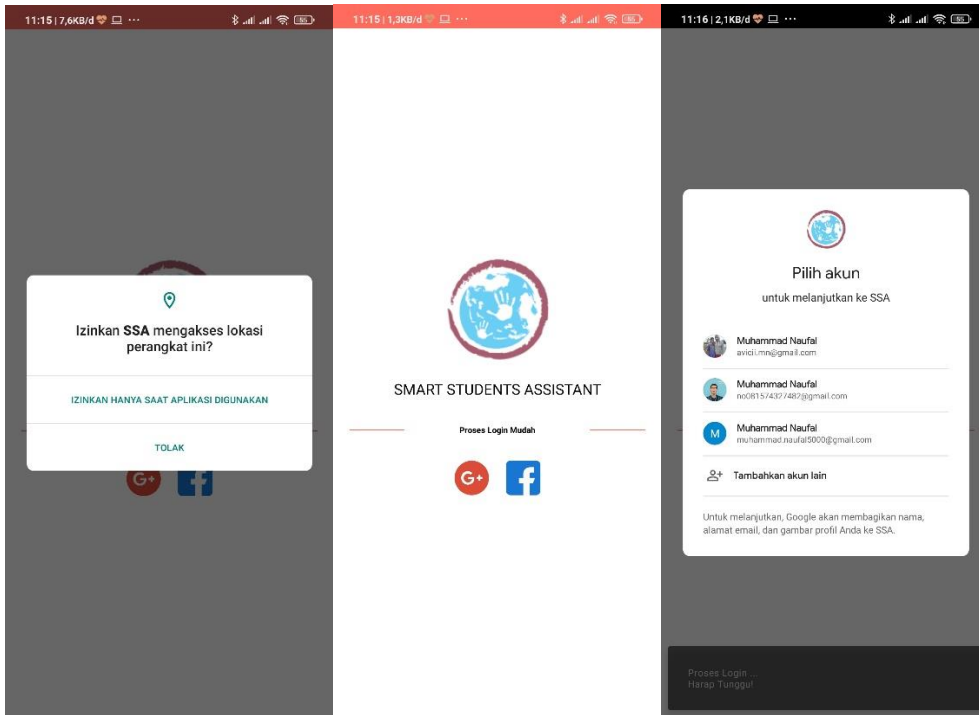 11:15 | 7,6KB/d
55
Izinkan SSA mengakses lokasi
perangkat ini?
IZINKAN HANYA SAAT APLIKASI DIGUNAKAN
TOLAK
G+
f
11:15 | 1,3KB/d
55
SMART STUDENTS ASSISTANT
Proses Login Mudah
G+
f
11:16 | 2,1KB/d
55
Pilih akun
untuk melanjutkan ke SSA
Muhammad Naufal
avicii.mn@gmail.com
Muhammad Naufal
no081574327482@gmail.com
M
Muhammad Naufal
muhammad.naufal5000@gmail.com
Tambahkan akun lain
Untuk melanjutkan, Google akan membagikan nama,
alamat email, dan gambar profil Anda ke SSA.
Proses Login ...
Harap Tunggu!